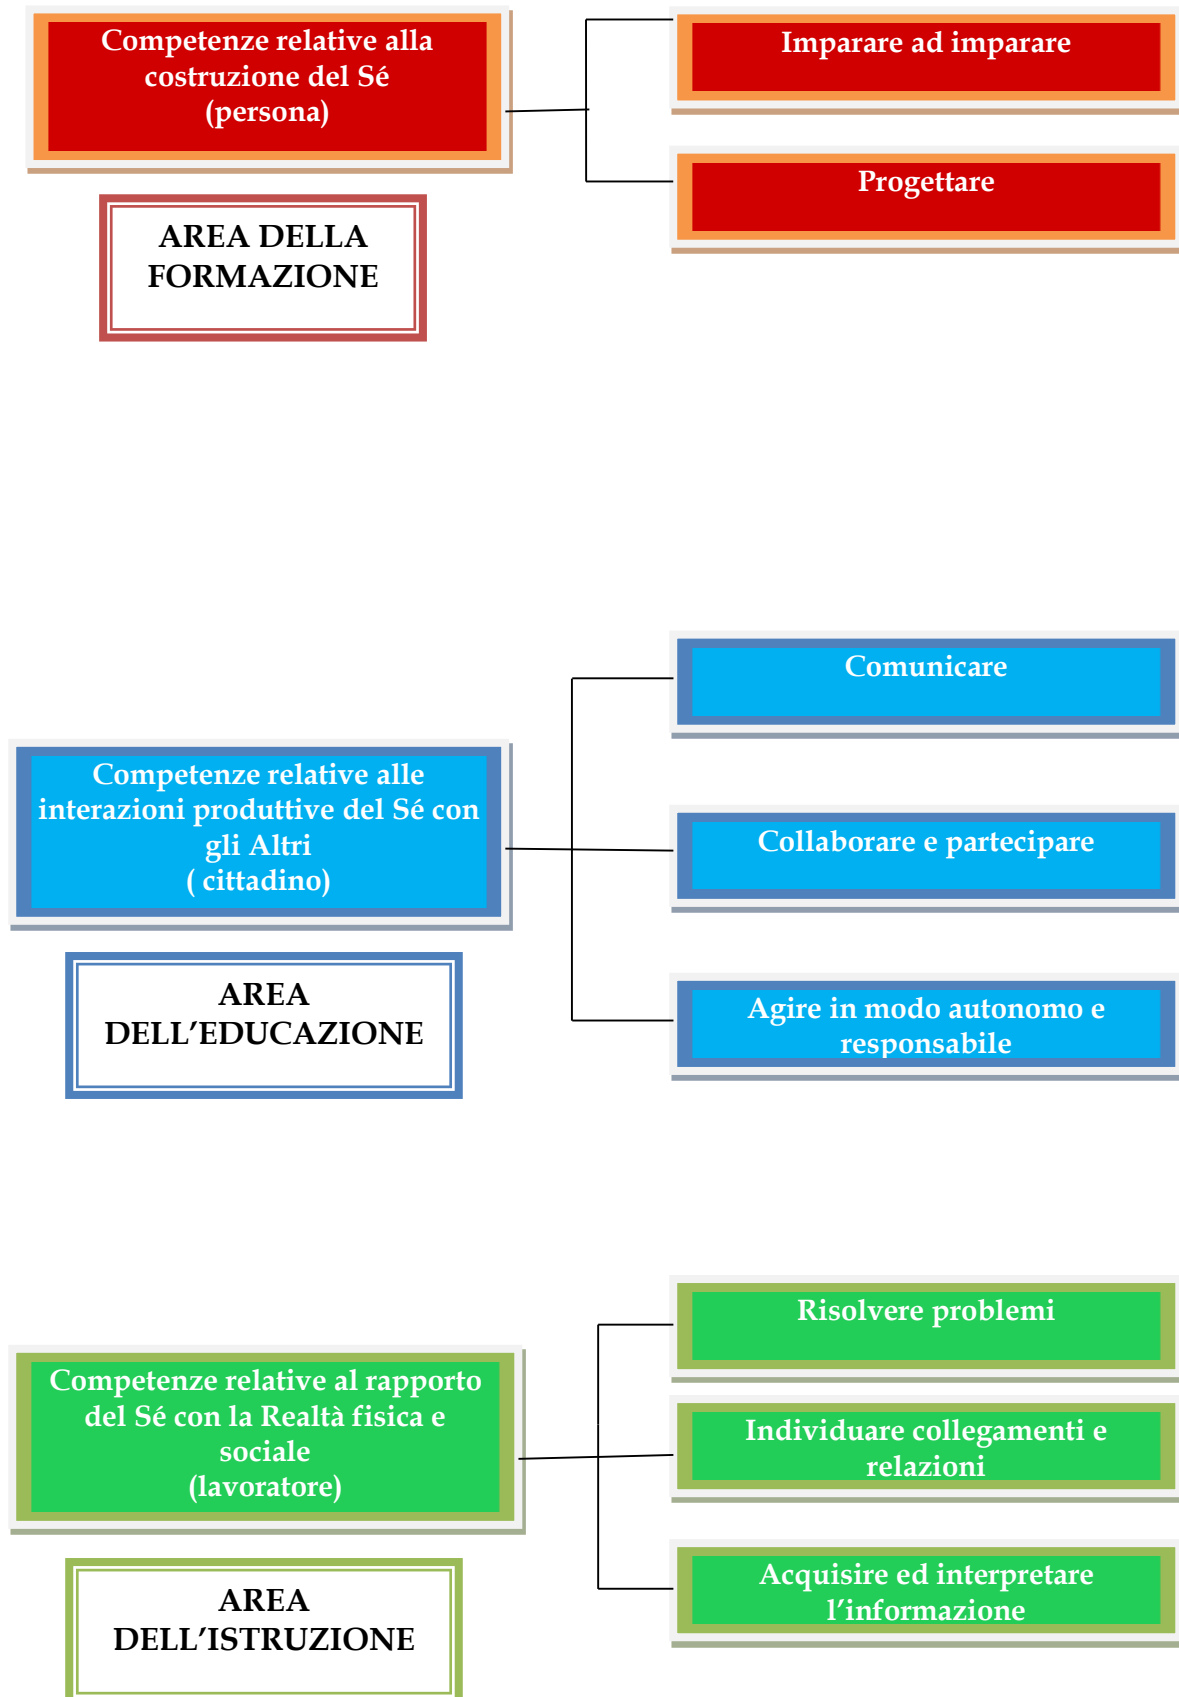 Competenze relative alla
costruzione del Sé
(persona)
Imparare ad imparare
Progettare
AREA DELLA
FORMAZIONE
Comunicare
Competenze relative alle
interazioni produttive del Sé con
gli Altri
( cittadino)
Collaborare e partecipare
AREA
DELL’EDUCAZIONE
Agire in modo autonomo e
responsabile
Risolvere problemi
Competenze relative al rapporto
del Sé con la Realtà fisica e
sociale
(lavoratore)
Individuare collegamenti e
relazioni
Acquisire ed interpretare
l’informazione
AREA
DELL’ISTRUZIONE